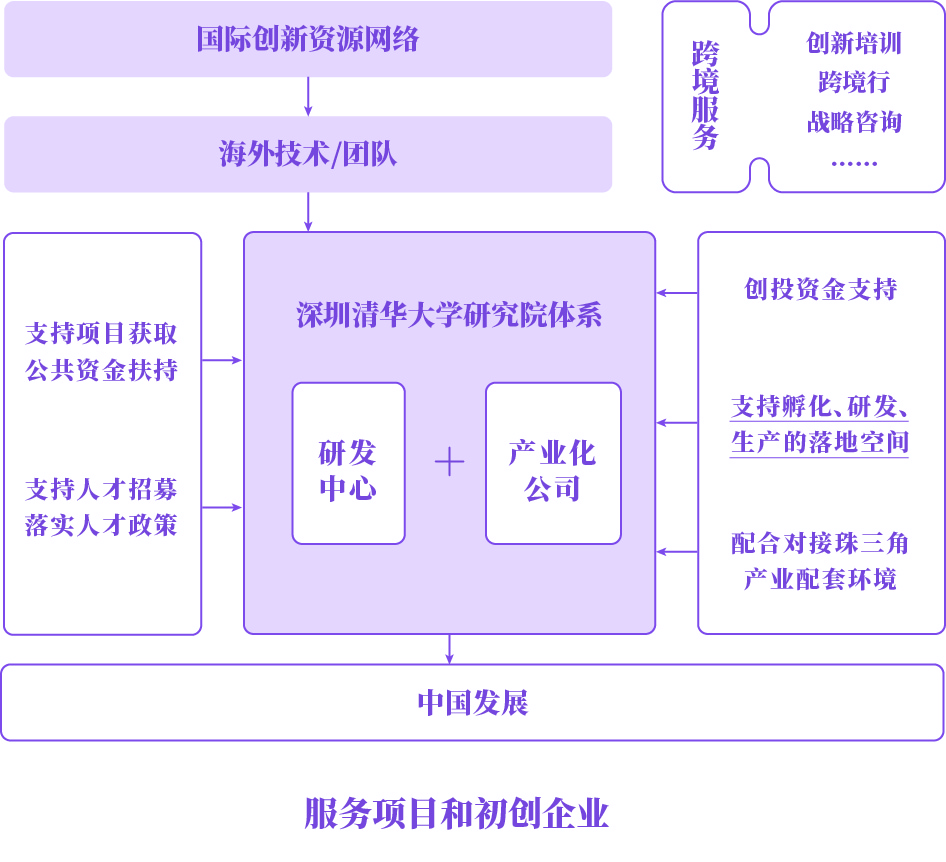 国际创新资源网络
海外技术/团队
跨境服务
创新培训
跨境行
战略咨询
......
支持项目获取
公共资金扶持
支持人才招募
落实人才政策
深圳清华大学研究院体系
研发
中心
+
产业化
公司
创投资金支持
支持孵化、研发、
生产的落地空间
配合对接珠三角
产业配套环境
中国发展
服务项目和初创企业